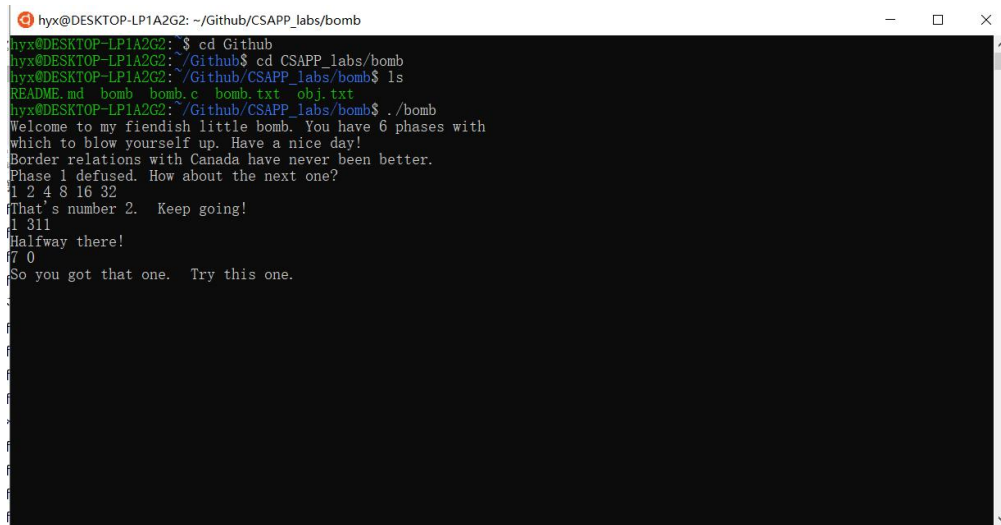 hyx@DESKTOP-LP1A2G2: ~/Github/CSAPP_labs/bomb
hyx@DESKTOP-LP1A2G2:~$ cd Github
hyx@DESKTOP-LP1A2G2:~/Github$ cd CSAPP_labs/bomb
hyx@DESKTOP-LP1A2G2:~/Github/CSAPP_labs/bomb$ ls
README.md bomb bomb.c bomb.txt obj.txt
hyx@DESKTOP-LP1A2G2:~/Github/CSAPP_labs/bomb$ ./bomb
Welcome to my fiendish little bomb. You have 6 phases with
which to blow yourself up. Have a nice day!
Border relations with Canada have never been better.
Phase 1 defused. How about the next one?
1 2 4 8 16 32
That's number 2.  Keep going!
1 311
Halfway there!
7 0
So you got that one.  Try this one.